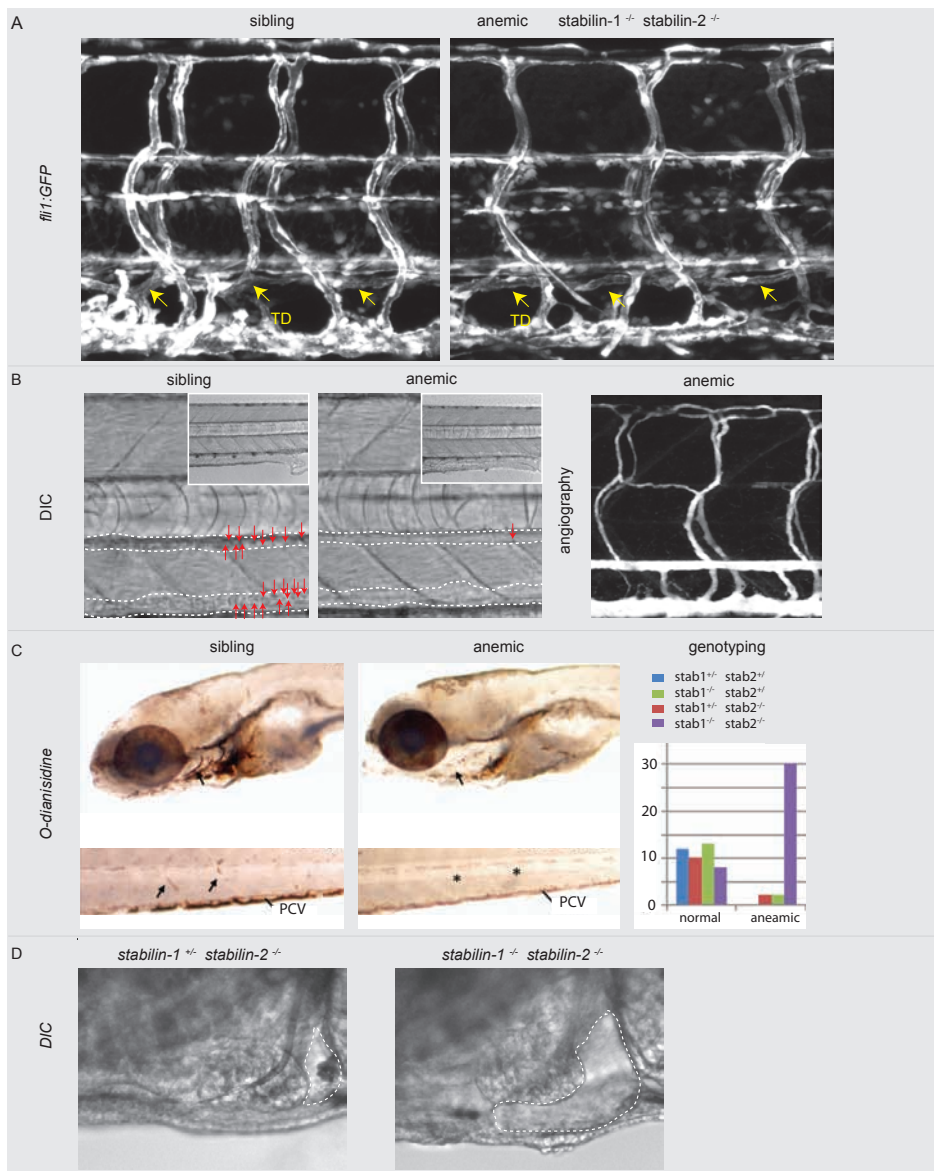 A
sibling
anemic stabilin-1 -/- stabilin-2 -/-
fli1:GFP
TD
TD
B
sibling
anemic
anemic
DIC
angiography
C
sibling
anemic
genotyping
stab1+/- stab2+/
stab1-/- stab2+/
stab1+/- stab2-/-
stab1-/- stab2-/-
O-dianisidine
*
*
PCV
PCV
30
20
10
0
normal
aneamic
D
stabilin-1 +/- stabilin-2 -/-
stabilin-1 -/- stabilin-2 -/-
DIC